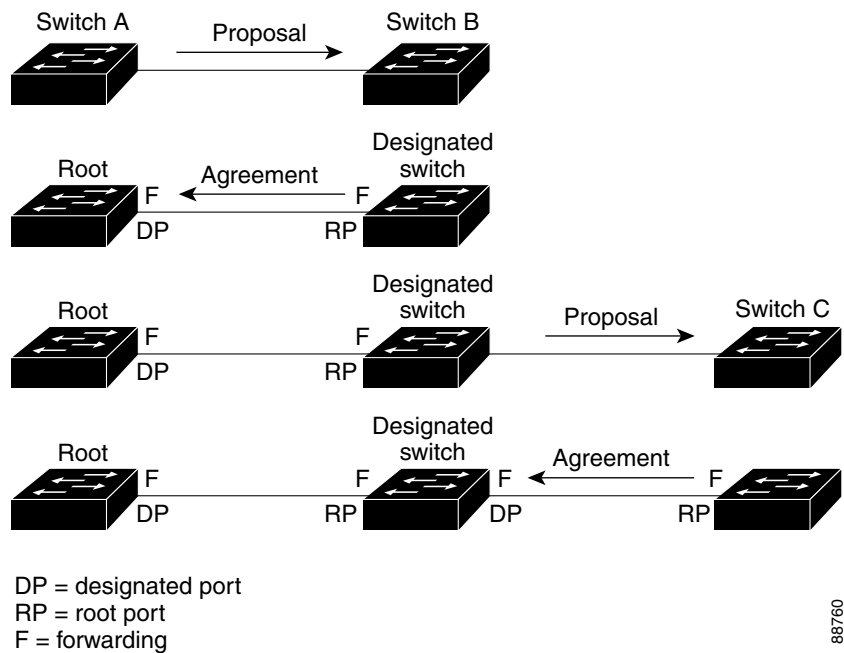 Switch A
Proposal
Switch B
Root
F
Agreement
F
Designated
switch
DP
RP
Root
F
F
Designated
switch
Proposal
Switch C
DP
RP
Root
F
F
Designated
switch
F
Agreement
F
DP
RP
DP
RP
DP = designated port
RP = root port
F = forwarding
88760